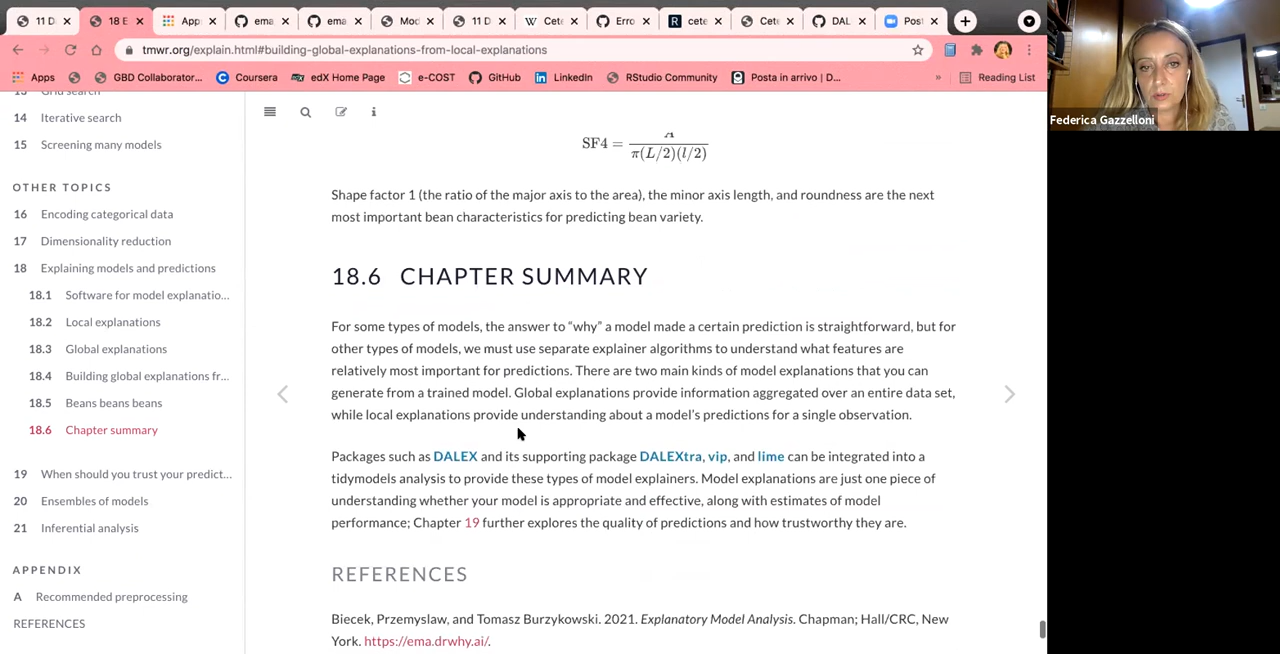 11 D
18 E
App
ema
ema
Moc
11 D
Cete
Erro
cete
Cet
DAL
Post
tmwr.org/explain.html#building-global-explanations-from-local-explanations
Apps
GBD Collaborator...
Coursera
edX Home Page
e-COST
GitHub
LinkedIn
RStudio Community
Posta in arrivo | D...
»
Reading List
Federica Gazzelloni
13 Grid search
14 Iterative search
15 Screening many models
OTHER TOPICS
16 Encoding categorical data
17 Dimensionality reduction
18 Explaining models and predictions
18.1 Software for model explanatio...
18.2 Local explanations
18.3 Global explanations
18.4 Building global explanations fr...
18.5 Beans beans beans
18.6 Chapter summary
19 When should you trust your predict...
20 Ensembles of models
21 Inferential analysis
APPENDIX
A Recommended preprocessing
REFERENCES
SF4 = A / π(L/2)(l/2)
Shape factor 1 (the ratio of the major axis to the area), the minor axis length, and roundness are the next
most important bean characteristics for predicting bean variety.
18.6 CHAPTER SUMMARY
For some types of models, the answer to “why” a model made a certain prediction is straightforward, but for
other types of models, we must use separate explainer algorithms to understand what features are
relatively most important for predictions. There are two main kinds of model explanations that you can
generate from a trained model. Global explanations provide information aggregated over an entire data set,
while local explanations provide understanding about a model’s predictions for a single observation.
Packages such as DALEX and its supporting package DALEXtra, vip, and lime can be integrated into a
tidymodels analysis to provide these types of model explainers. Model explanations are just one piece of
understanding whether your model is appropriate and effective, along with estimates of model
performance; Chapter 19 further explores the quality of predictions and how trustworthy they are.
REFERENCES
Biecek, Przemyslaw, and Tomasz Burzykowski. 2021. Explanatory Model Analysis. Chapman; Hall/CRC, New
York. https://ema.drwhy.ai/.